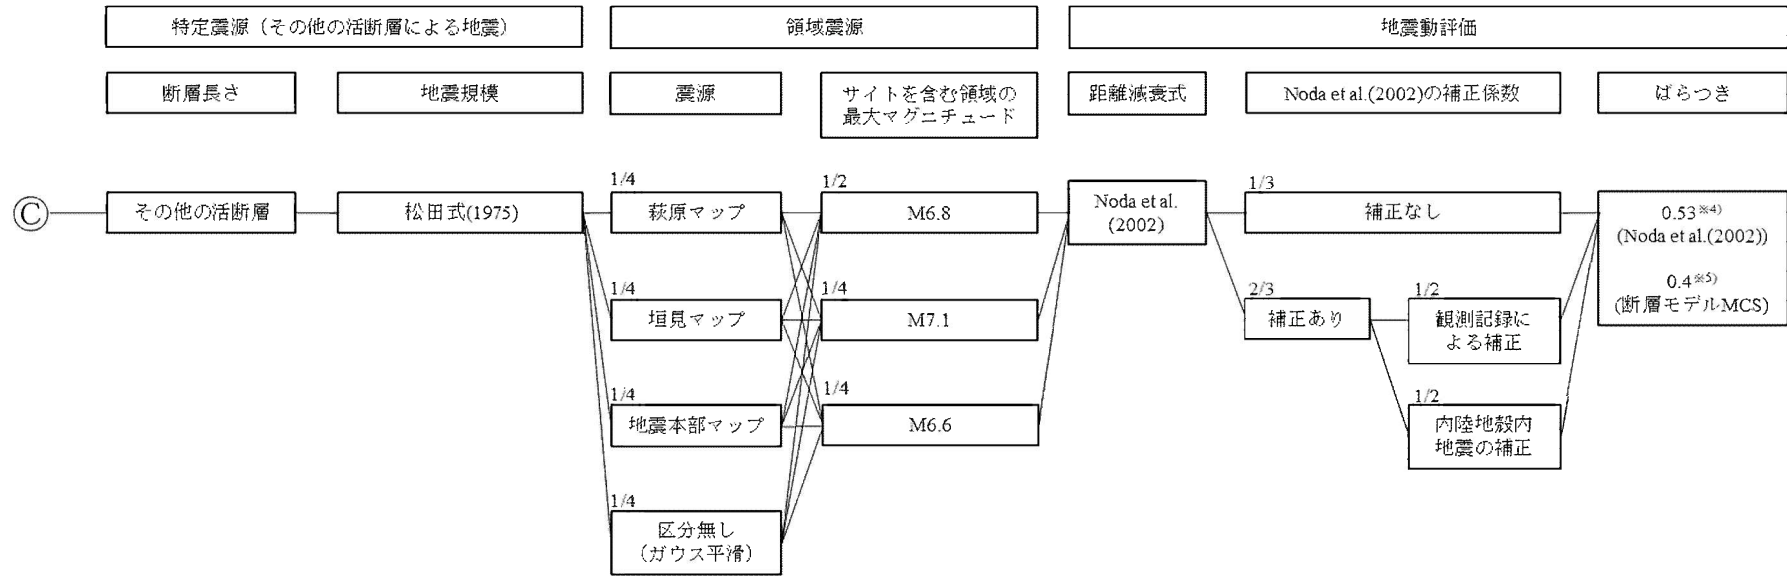 特定震源（その他の活断層による地震）
領域震源
地震動評価
断層長さ
地震規模
震源
サイトを含む領域の
最大マグニチュード
距離減衰式
Noda et al.(2002)の補正係数
ばらつき
Ⓒ
その他の活断層
松田式(1975)
1/4
萩原マップ
1/2
M6.8
Noda et al.
(2002)
1/3
補正なし
0.53※4)
(Noda et al.(2002))
0.4※5)
(断層モデルMCS)
1/4
垣見マップ
1/4
M7.1
2/3
補正あり
1/2
観測記録に
よる補正
1/4
地震本部マップ
1/4
M6.6
1/2
内陸地殻内
地震の補正
1/4
区分無し
（ガウス平滑）